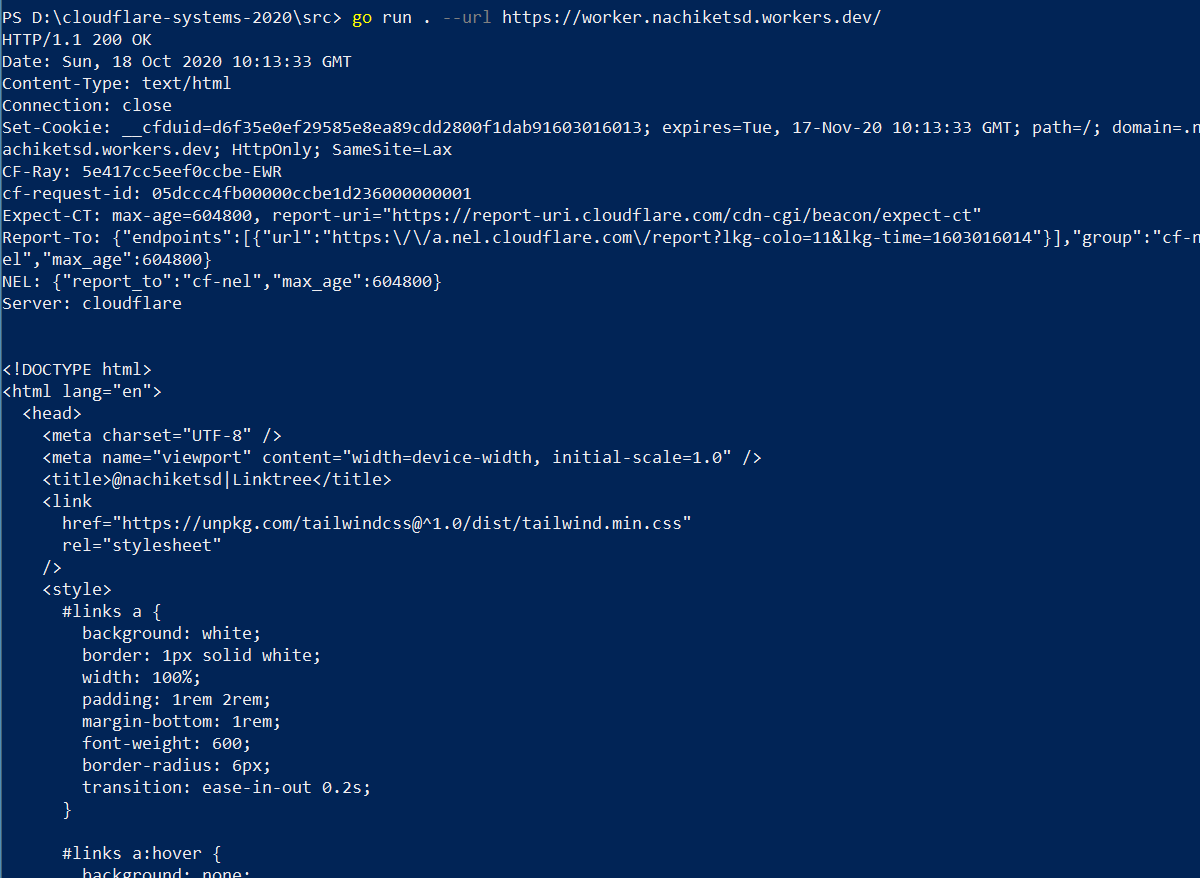 PS D:\cloudflare-systems-2020\src> go run . --url https://worker.nachiketsd.workers.dev/
HTTP/1.1 200 OK
Date: Sun, 18 Oct 2020 10:13:33 GMT
Content-Type: text/html
Connection: close
Set-Cookie: __cfduid=d6f35e0ef29585e8ea89cdd2800f1dab91603016013; expires=Tue, 17-Nov-20 10:13:33 GMT; path=/; domain=.n
achiketsd.workers.dev; HttpOnly; SameSite=Lax
CF-Ray: 5e417cc5eef0ccbe-EWR
cf-request-id: 05dccc4fb00000ccbe1d236000000001
Expect-CT: max-age=604800, report-uri="https://report-uri.cloudflare.com/cdn-cgi/beacon/expect-ct"
Report-To: {"endpoints":[{"url":"https:\/\/a.nel.cloudflare.com\/report?lkg-colo=11&lkg-time=1603016014"}],"group":"cf-n
el","max_age":604800}
NEL: {"report_to":"cf-nel","max_age":604800}
Server: cloudflare
<!DOCTYPE html>
<html lang="en">
  <head>
    <meta charset="UTF-8" />
    <meta name="viewport" content="width=device-width, initial-scale=1.0" />
    <title>@nachiketsd|Linktree</title>
    <link
      href="https://unpkg.com/tailwindcss@^1.0/dist/tailwind.min.css"
      rel="stylesheet"
    />
    <style>
      #links a {
        background: white;
        border: 1px solid white;
        width: 100%;
        padding: 1rem 2rem;
        margin-bottom: 1rem;
        font-weight: 600;
        border-radius: 6px;
        transition: ease-in-out 0.2s;
      }
      #links a:hover {
        background: none;